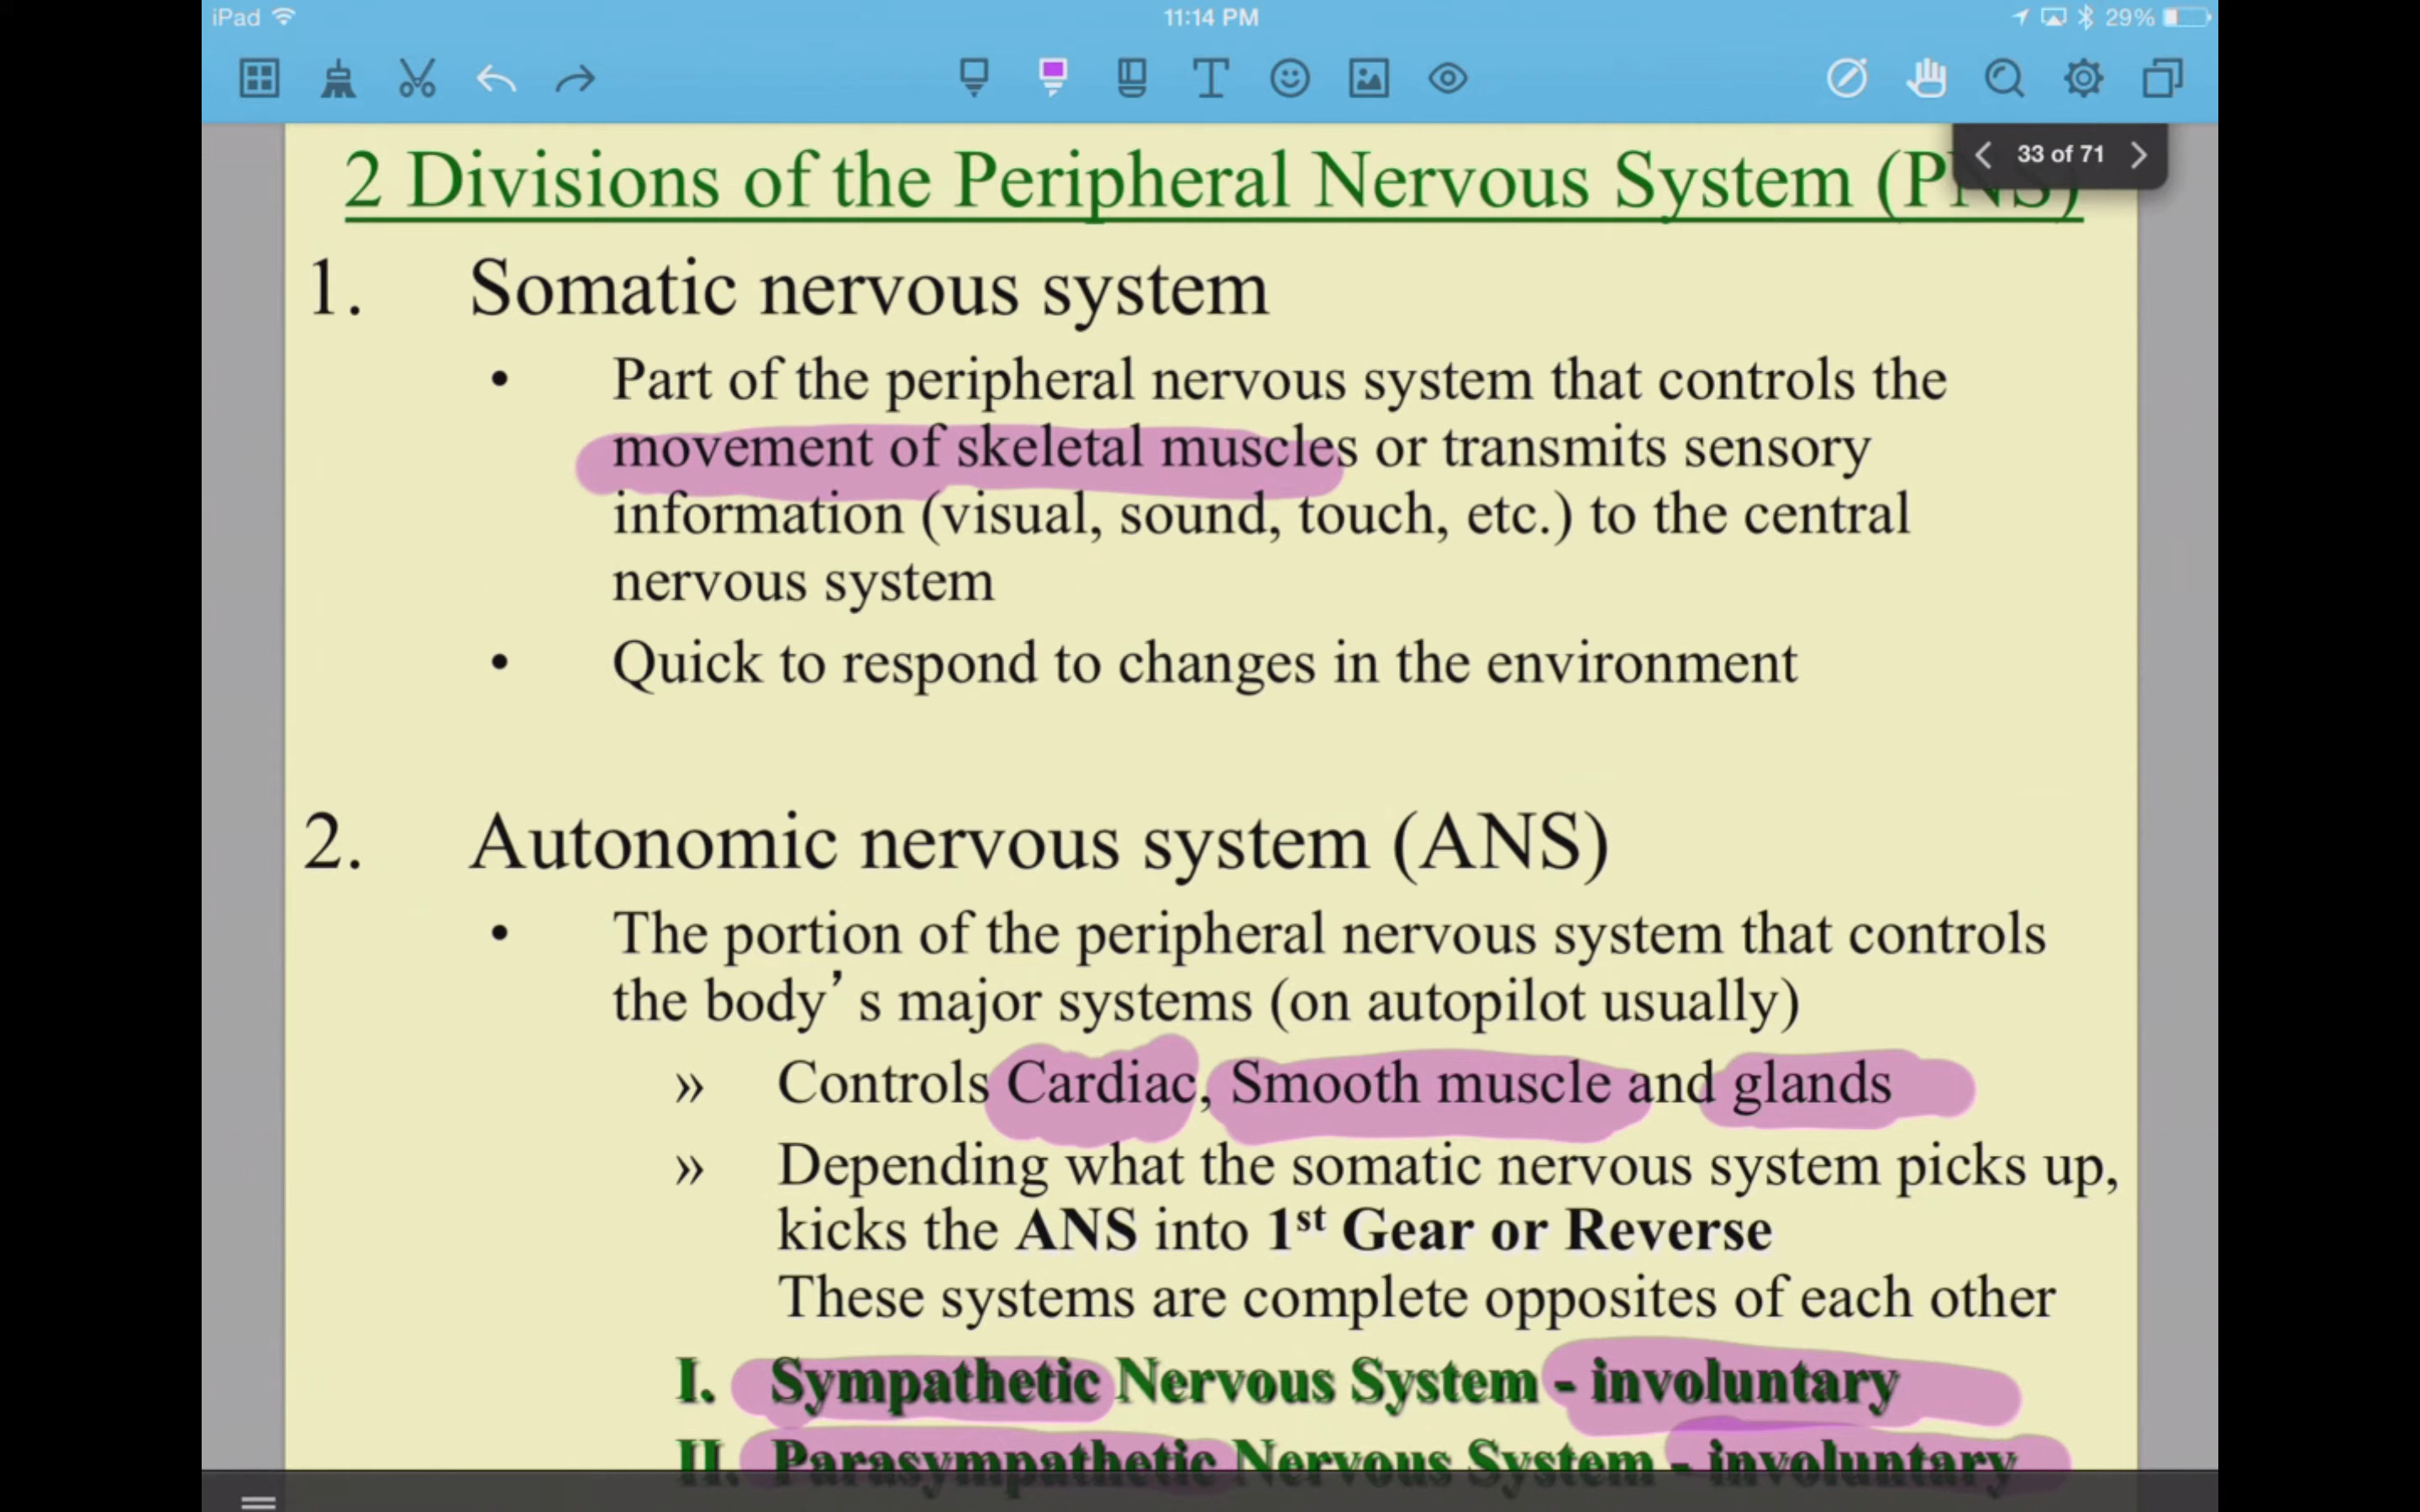 iPad
11:14 PM
29%
33 of 71
2 Divisions of the Peripheral Nervous System (PNS)
1. Somatic nervous system
• Part of the peripheral nervous system that controls the
movement of skeletal muscles or transmits sensory
information (visual, sound, touch, etc.) to the central
nervous system
• Quick to respond to changes in the environment
2. Autonomic nervous system (ANS)
• The portion of the peripheral nervous system that controls
the body’s major systems (on autopilot usually)
» Controls Cardiac, Smooth muscle and glands
» Depending what the somatic nervous system picks up,
kicks the ANS into 1st Gear or Reverse
These systems are complete opposites of each other
I. Sympathetic Nervous System - involuntary
II. Parasympathetic Nervous System - involuntary